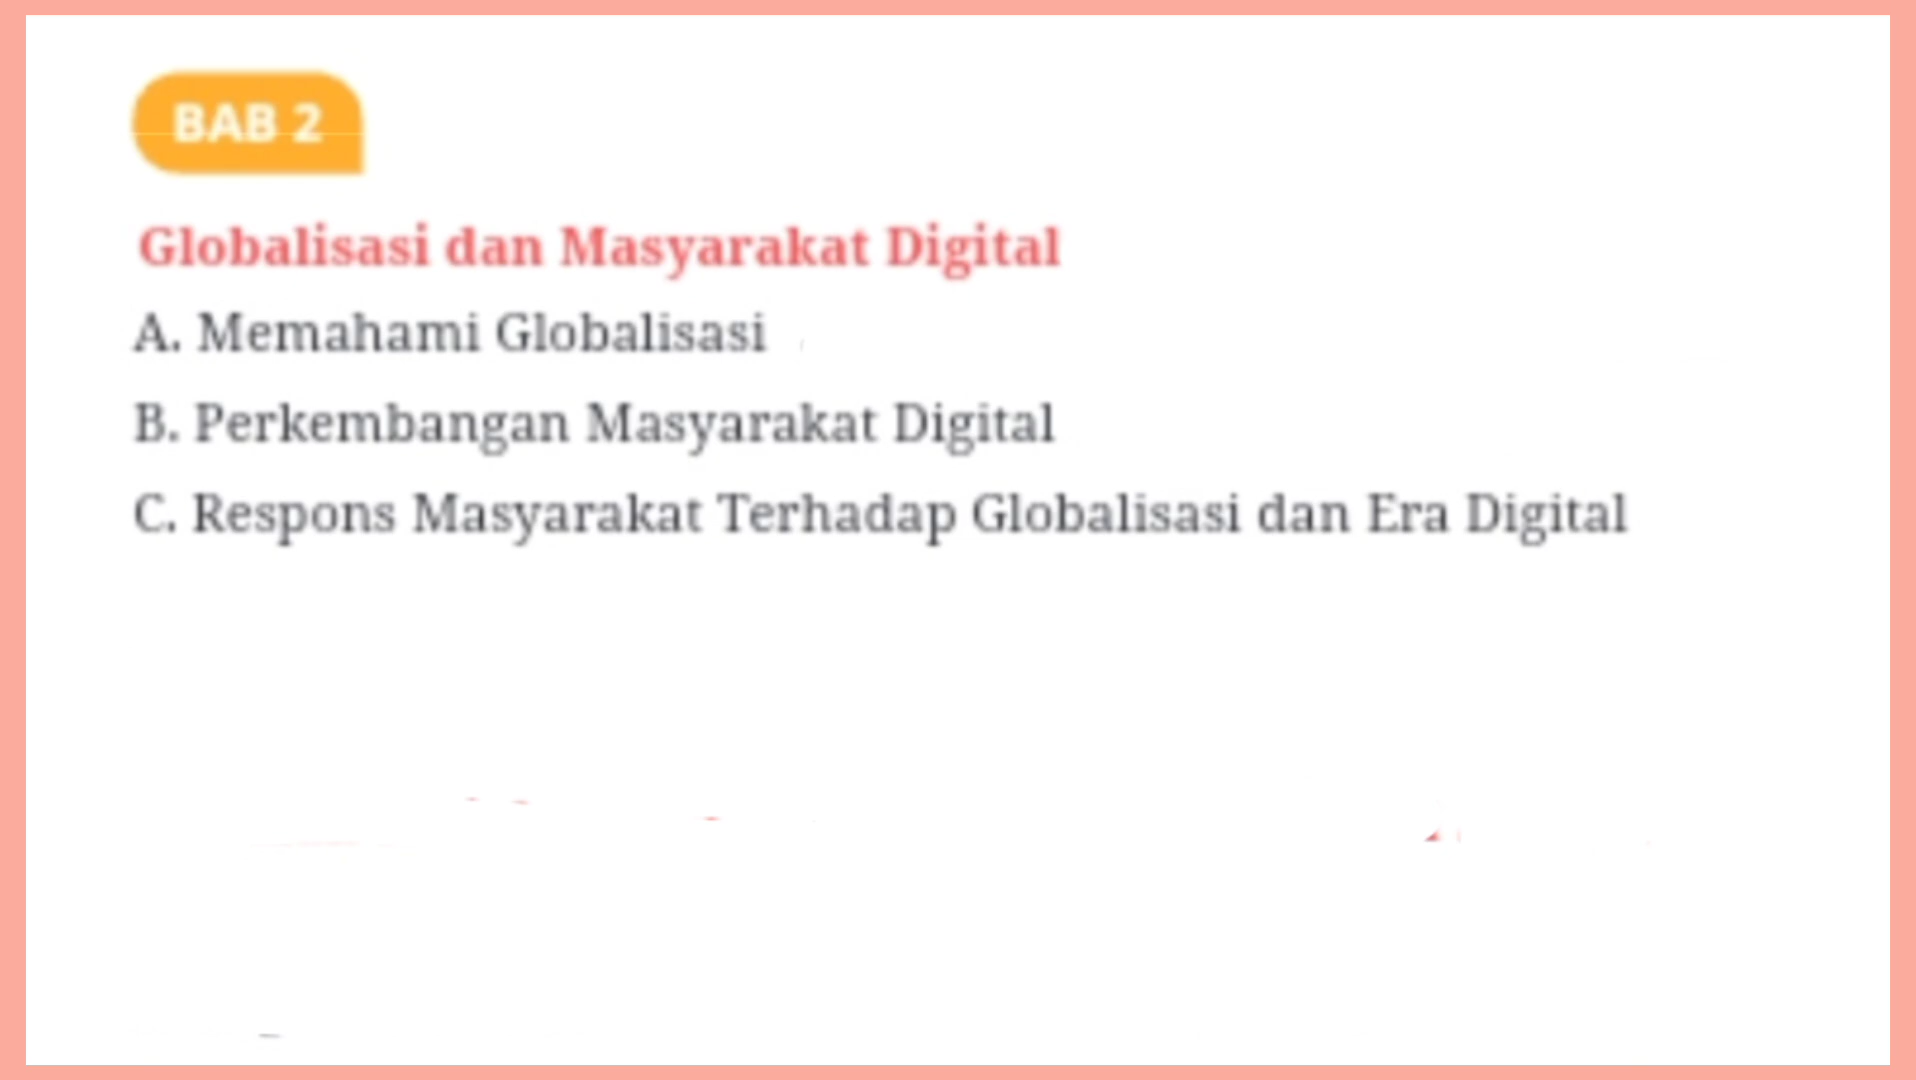 BAB 2
Globalisasi dan Masyarakat Digital
A. Memahami Globalisasi
B. Perkembangan Masyarakat Digital
C. Respons Masyarakat Terhadap Globalisasi dan Era Digital